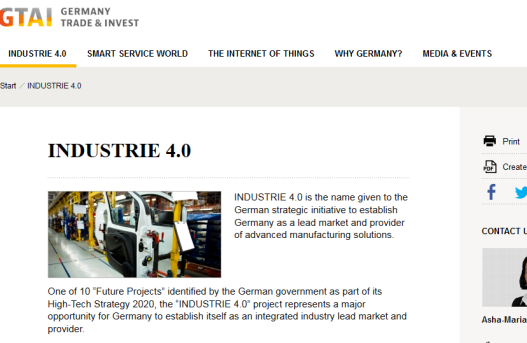 GTAI GERMANY
TRADE & INVEST
INDUSTRIE 4.0 SMART SERVICE WORLD THE INTERNET OF THINGS WHY GERMANY? MEDIA & EVENTS
Start / INDUSTRIE 4.0
INDUSTRIE 4.0
INDUSTRIE 4.0 is the name given to the
German strategic initiative to establish
Germany as a lead market and provider
of advanced manufacturing solutions.
One of 10 "Future Projects" identified by the German government as part of its
High-Tech Strategy 2020, the "INDUSTRIE 4.0" project represents a major
opportunity for Germany to establish itself as an integrated industry lead market and
provider.
Print
PDF Create
CONTACT U
Asha-Maria